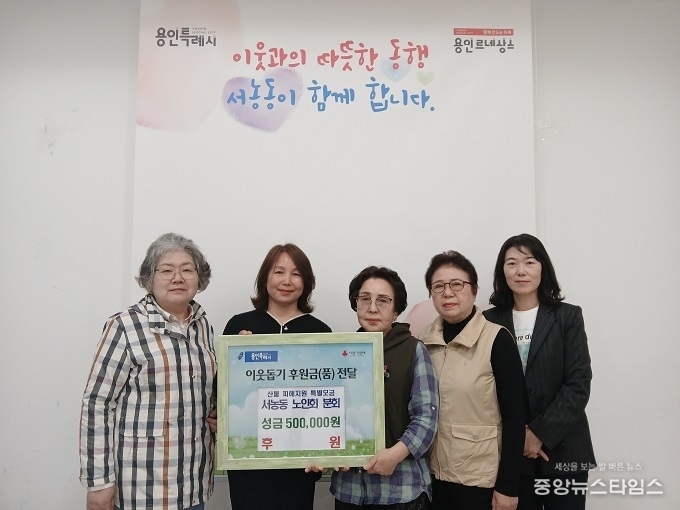 용인특례시
용인르네상스
이웃과의 따뜻한 동행
서농동이 함께 합니다.
용인특례시
이웃돕기 후원금(품) 전달
산불 피해지원 특별모금
서농동 노인회 분회
성금 500,000원
후 원
세상을 보는 발 빠른 뉴스
중앙뉴스타임스